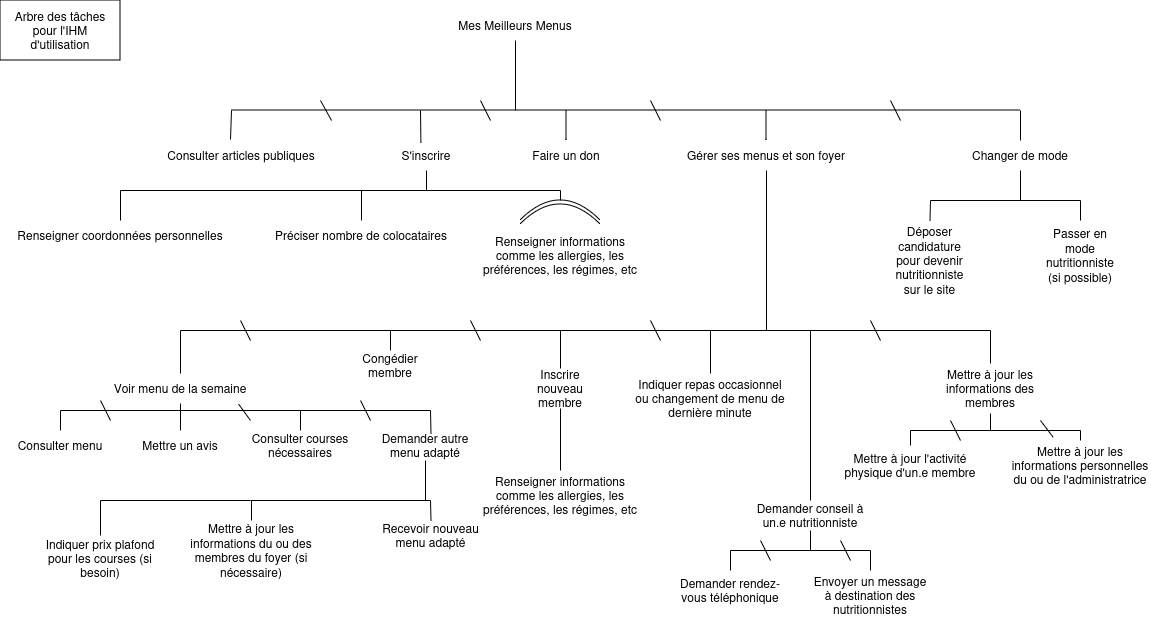 Arbre des tâches
pour l'IHM
d'utilisation
Mes Meilleurs Menus
Consulter articles publiques
S'inscrire
Faire un don
Gérer ses menus et son foyer
Changer de mode
Renseigner coordonnées personnelles
Préciser nombre de colocataires
Renseigner informations
comme les allergies, les
préférences, les régimes, etc
Déposer
candidature
pour devenir
nutritionniste
sur le site
Passer en
mode
nutritionniste
(si possible)
Voir menu de la semaine
Congédier
membre
Inscrire
nouveau
membre
Indiquer repas occasionnel
ou changement de menu de
dernière minute
Mettre à jour les
informations des
membres
Consulter menu
Mettre un avis
Consulter courses
nécessaires
Demander autre
menu adapté
Renseigner informations
comme les allergies, les
préférences, les régimes, etc
Mettre à jour l'activité
physique d'un.e membre
Mettre à jour les
informations personnelles
du ou de l'administratrice
Indiquer prix plafond
pour les courses (si
besoin)
Mettre à jour les
informations du ou des
membres du foyer (si
nécessaire)
Recevoir nouveau
menu adapté
Demander conseil à
un.e nutritionniste
Demander rendez-
vous téléphonique
Envoyer un message
à destination des
nutritionnistes